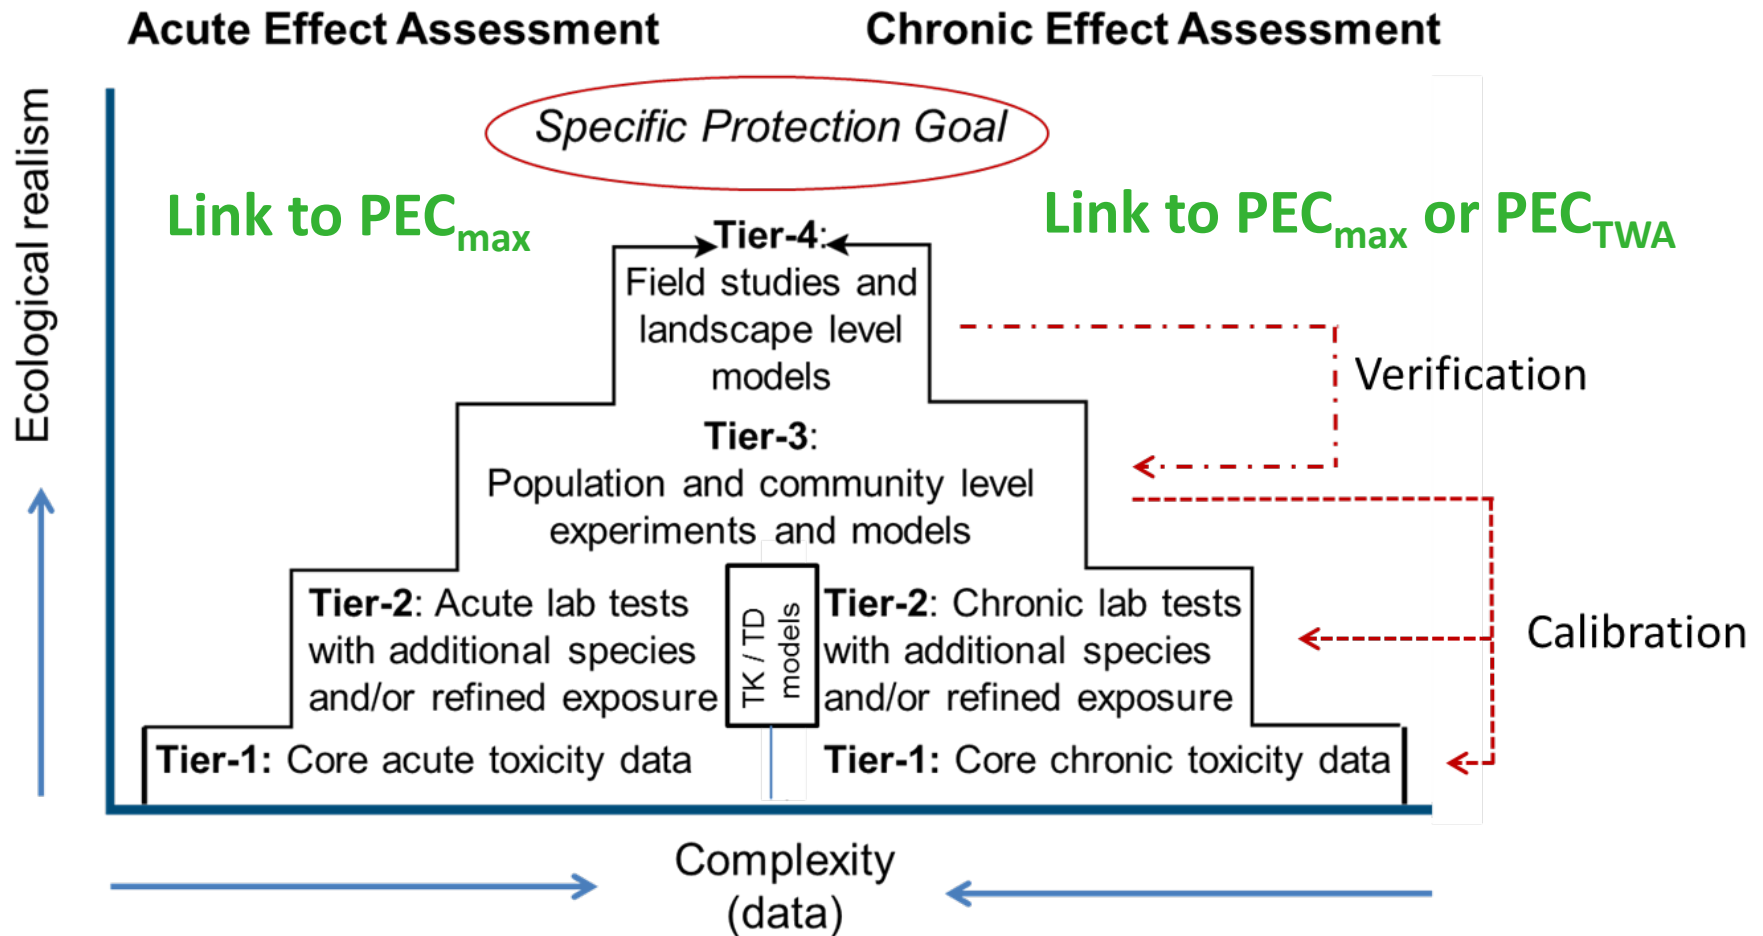 Acute Effect Assessment
Chronic Effect Assessment
Specific Protection Goal
Link to PECmax
Link to PECmax or PECTWA
Ecological realism
Tier-4:
Field studies and
landscape level
models
Verification
Tier-3:
Population and community level
experiments and models
Tier-2: Acute lab tests
with additional species
and/or refined exposure
TK / TD
models
Tier-2: Chronic lab tests
with additional species
and/or refined exposure
Calibration
Tier-1: Core acute toxicity data
Tier-1: Core chronic toxicity data
Complexity
(data)